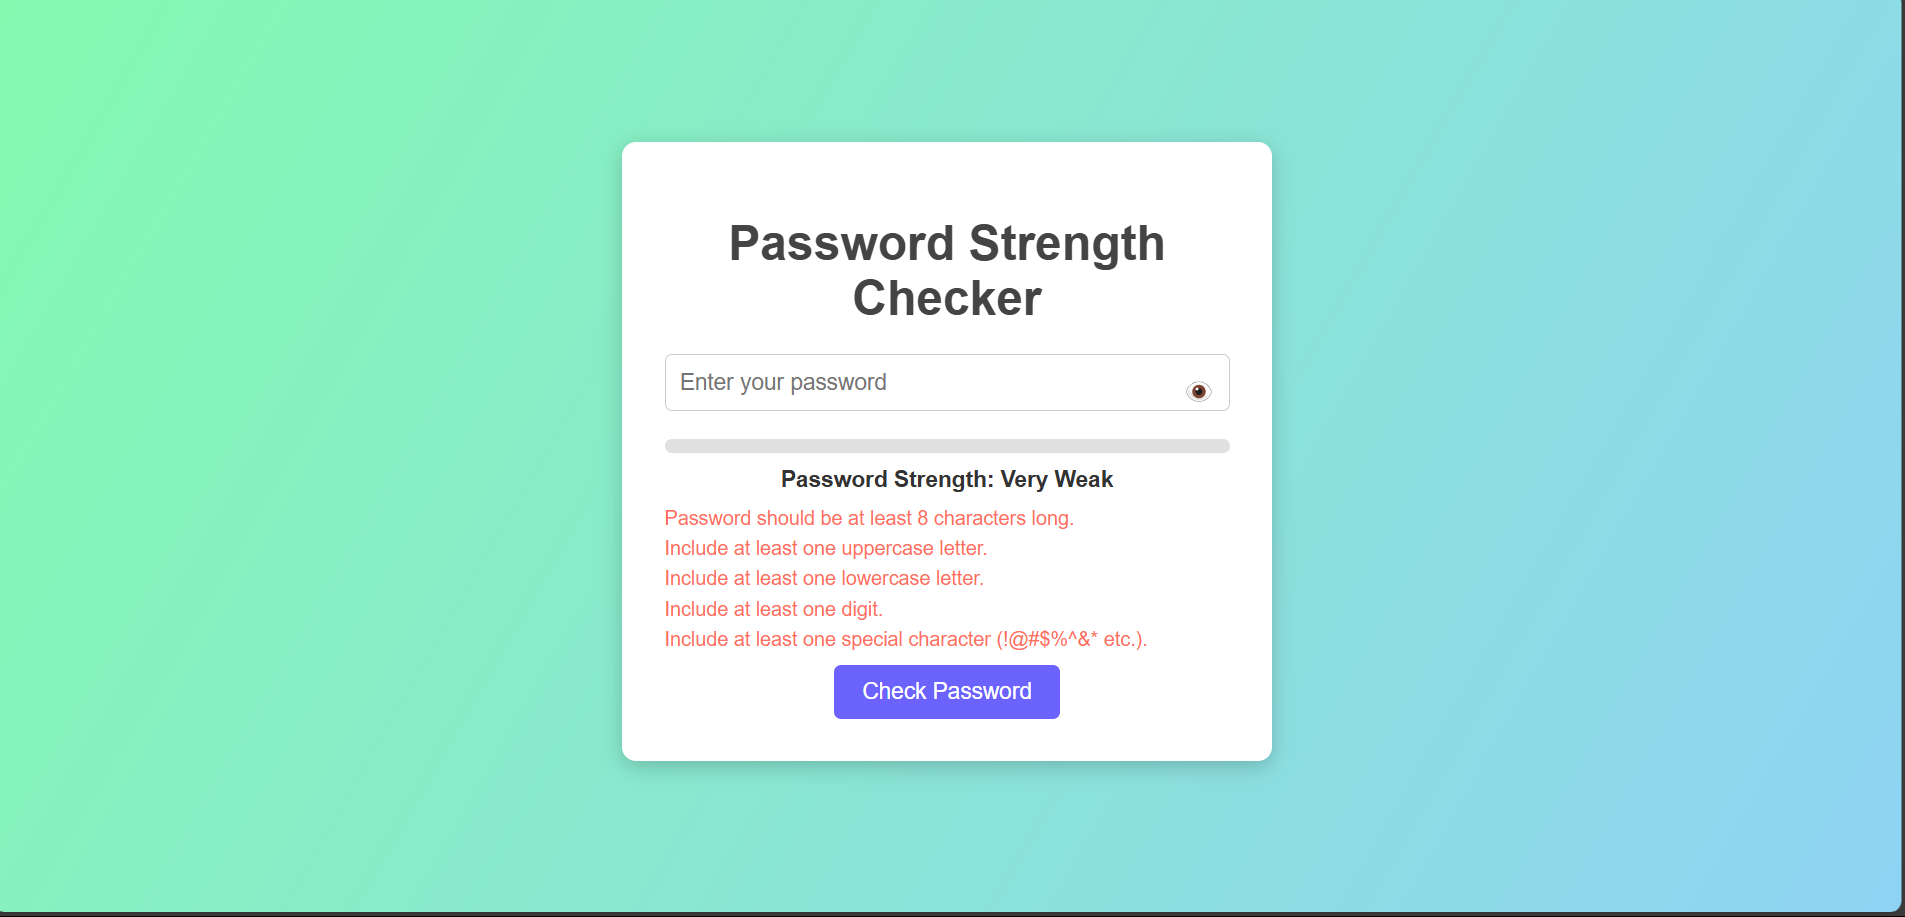 Password Strength
Checker
Enter your password
Password Strength: Very Weak
Password should be at least 8 characters long.
Include at least one uppercase letter.
Include at least one lowercase letter.
Include at least one digit.
Include at least one special character (!@#$%^&* etc.).
Check Password